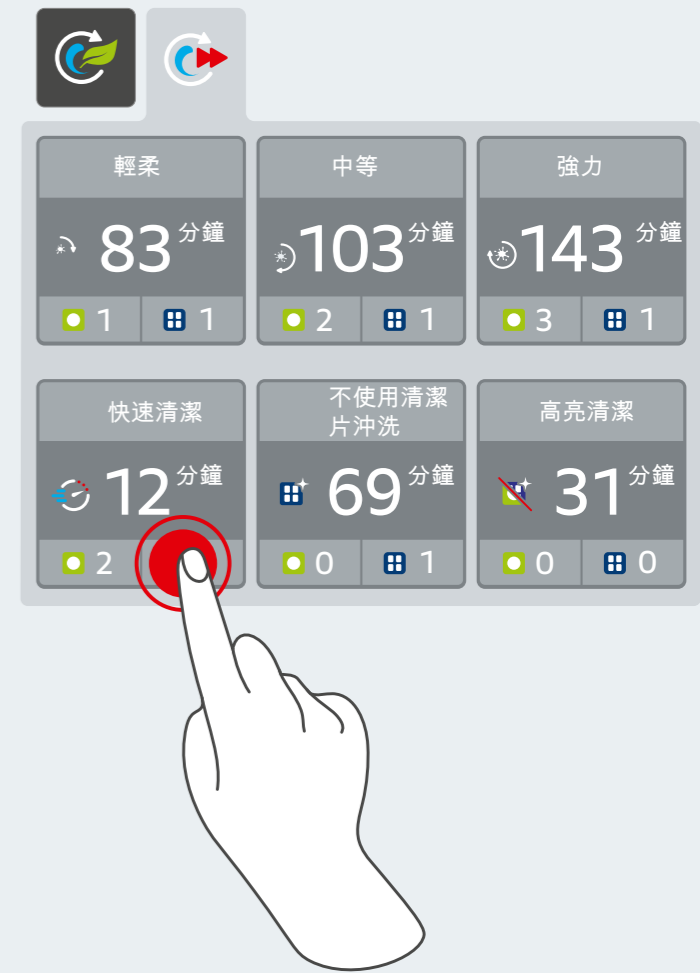 輕柔
中等
強力
83 分鐘
103 分鐘
143 分鐘
1
1
2
1
3
1
快速清潔
不使用清潔
片沖洗
高亮清潔
12 分鐘
69 分鐘
31 分鐘
2
0
1
0
0